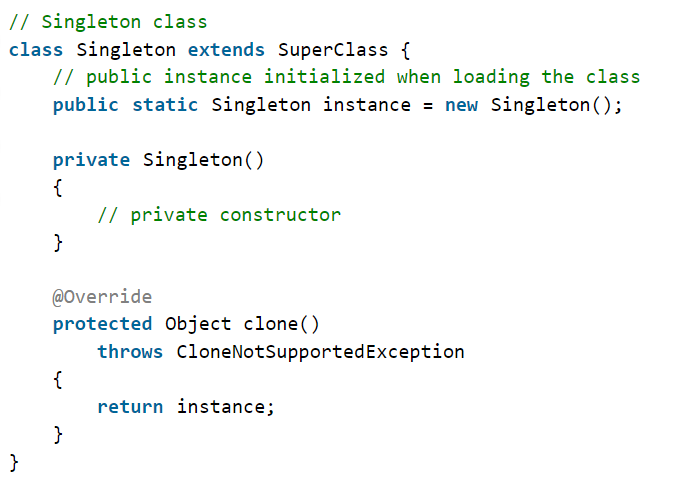 // Singleton class
class Singleton extends SuperClass {
    // public instance initialized when loading the class
    public static Singleton instance = new Singleton();

    private Singleton()
    {
        // private constructor
    }

    @Override
    protected Object clone()
        throws CloneNotSupportedException
    {
        return instance;
    }
}